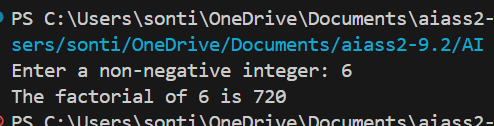 PS C:\Users\sonti\OneDrive\Documents\aiass2-
sers/sonti/OneDrive/Documents/aiass2-9.2/AI
Enter a non-negative integer: 6
The factorial of 6 is 720
PS C:\Users\sonti\OneDrive\Documents\aiass2-